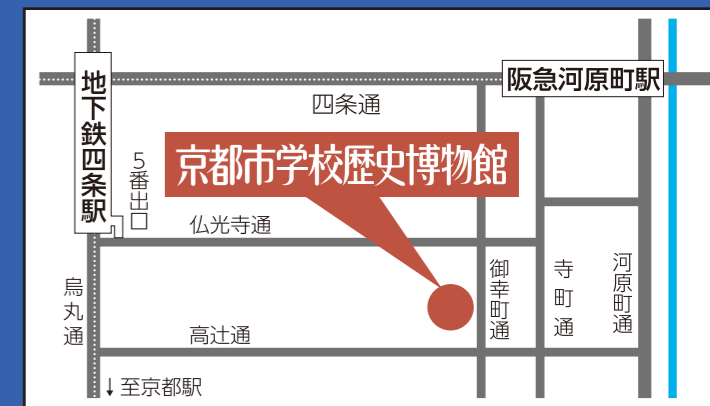 地下鉄四条駅
阪急河原町駅
四条通
5番出口
京都市学校歴史博物館
仏光寺通
烏丸通
高辻通
御幸町通
寺町通
河原町通
↓至京都駅